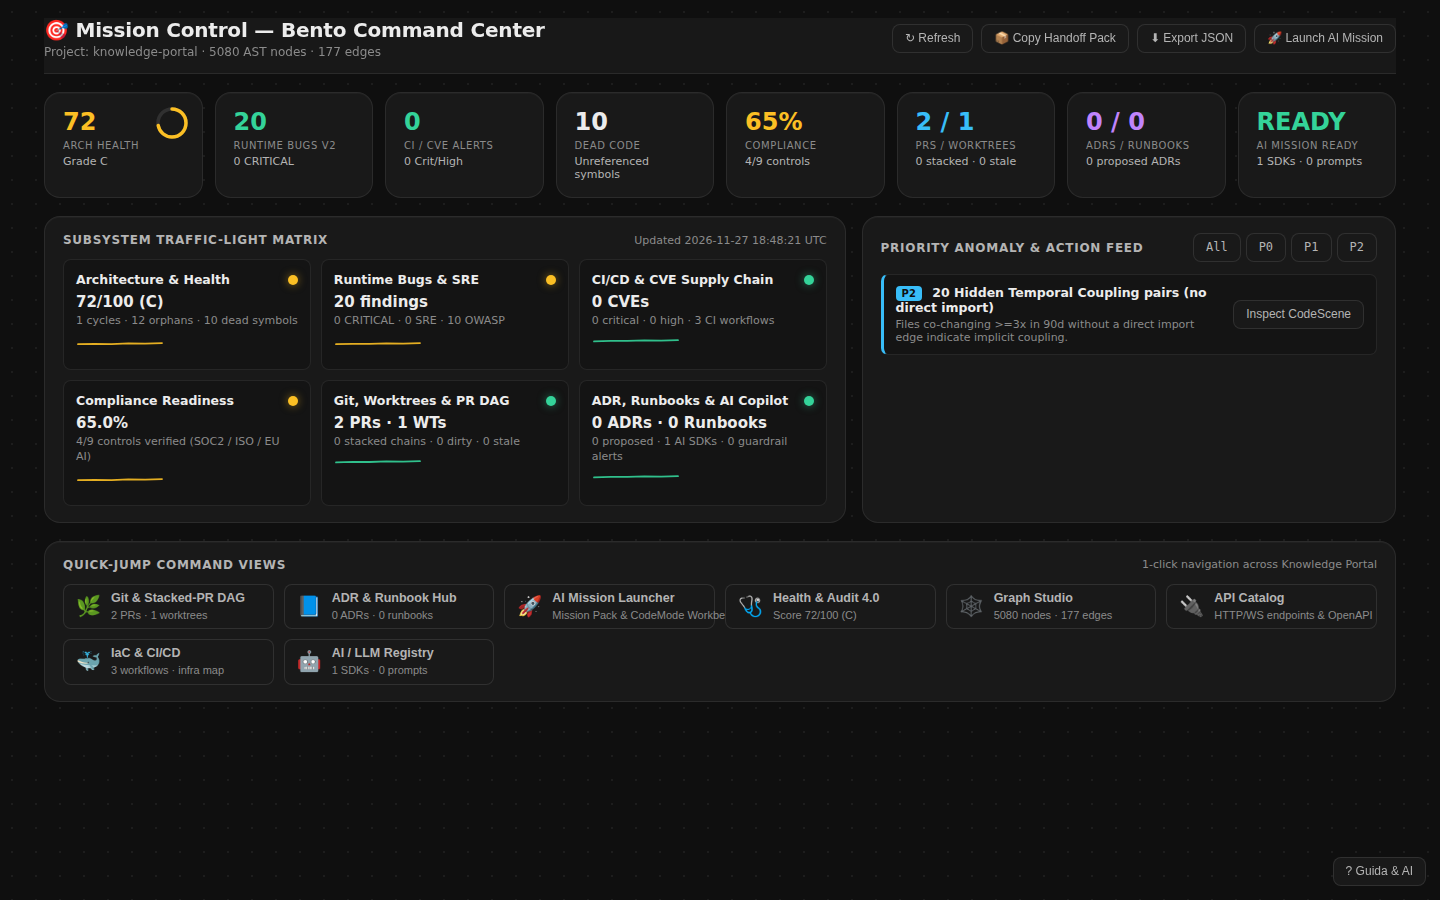 🎯 Mission Control — Bento Command Center
Project: knowledge-portal · 5080 AST nodes · 177 edges
↻ Refresh
📦 Copy Handoff Pack
⬇ Export JSON
🚀 Launch AI Mission
72
ARCH HEALTH
Grade C
20
RUNTIME BUGS V2
0 CRITICAL
0
CI / CVE ALERTS
0 Crit/High
10
DEAD CODE
Unreferenced
symbols
65%
COMPLIANCE
4/9 controls
2 / 1
PRS / WORKTREES
0 stacked · 0 stale
0 / 0
ADRS / RUNBOOKS
0 proposed ADRs
READY
AI MISSION READY
1 SDKs · 0 prompts
SUBSYSTEM TRAFFIC-LIGHT MATRIX
Updated 2026-11-27 18:48:21 UTC
Architecture & Health
72/100 (C)
1 cycles · 12 orphans · 10 dead symbols
Runtime Bugs & SRE
20 findings
0 CRITICAL · 0 SRE · 10 OWASP
CI/CD & CVE Supply Chain
0 CVEs
0 critical · 0 high · 3 CI workflows
Compliance Readiness
65.0%
4/9 controls verified (SOC2 / ISO / EU
AI)
Git, Worktrees & PR DAG
2 PRs · 1 WTs
0 stacked chains · 0 dirty · 0 stale
ADR, Runbooks & AI Copilot
0 ADRs · 0 Runbooks
0 proposed · 1 AI SDKs · 0 guardrail
alerts
PRIORITY ANOMALY & ACTION FEED
All
P0
P1
P2
P2 20 Hidden Temporal Coupling pairs (no
direct import)
Files co-changing >=3x in 90d without a direct import
edge indicate implicit coupling.
Inspect CodeScene
QUICK-JUMP COMMAND VIEWS
1-click navigation across Knowledge Portal
Git & Stacked-PR DAG
2 PRs · 1 worktrees
ADR & Runbook Hub
0 ADRs · 0 runbooks
AI Mission Launcher
Mission Pack & CodeMode Workbe
Health & Audit 4.0
Score 72/100 (C)
Graph Studio
5080 nodes · 177 edges
API Catalog
HTTP/WS endpoints & OpenAPI
IaC & CI/CD
3 workflows · infra map
AI / LLM Registry
1 SDKs · 0 prompts
? Guida & AI